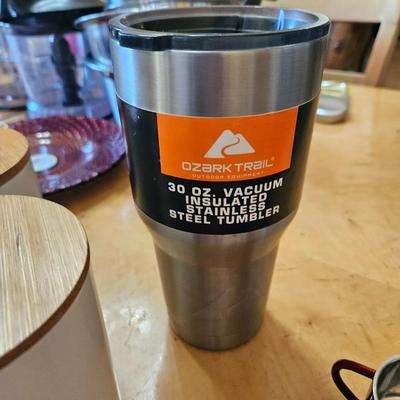 OZARK TRAIL®
OUTDOOR EQUIPMENT
30 OZ. VACUUM
INSULATED
STAINLESS
STEEL TUMBLER